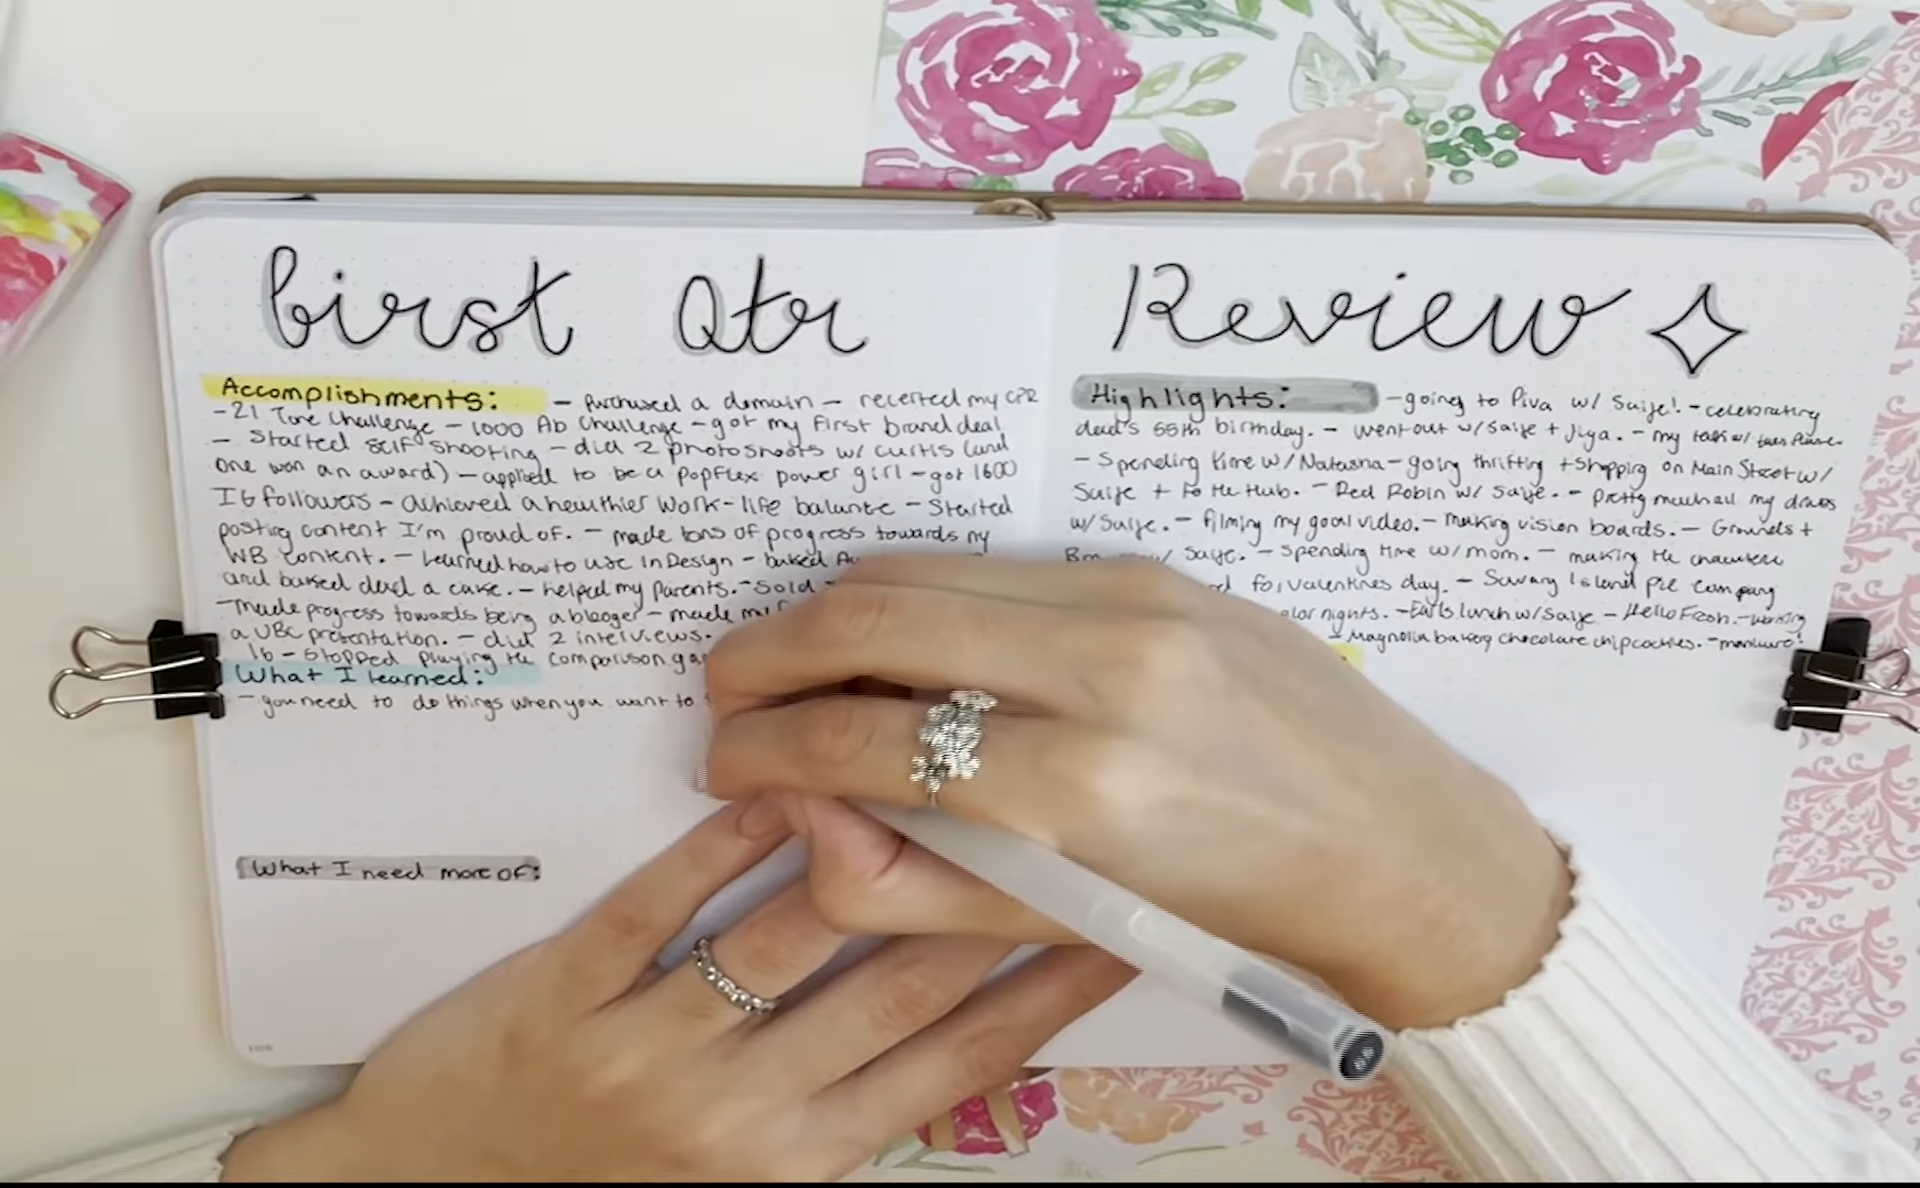 first Qtr Review
Accomplishments: - purchased a domain - recerted my CPR
- 21 Tone Challenge - 1000 Ab Challenge - got my first brand deal
- Started self shooting - did 2 photoshoots w/ curtis (and
one won an award) - applied to be a popflex power girl - got 1600
IG followers - achieved a healthier work-life balance - Started
posting content I'm proud of. - made tons of progress towards my
WB content. - Learned how to use InDesign - baked
and baked dad a cake. - helped my Parents. - Sold
- made progress towards being a blogger - made my
a UBC presentation. - did 2 interviews.
16 - Stopped playing the comparison
What I learned:
- you need to do things when you want to
What I need more of:
109
Highlights: - going to Piva w/ Saije! - celebrating
dad's 55th birthday. - went out w/ Saije + Jiya. - my talk w/
- Spending time w/ Natasha - going thrifting + shopping on Main Street w/
Saije + to the Hub. - Red Robin w/ Saije. - pretty much all my drives
w/ Saije. - filming my goal video. - making vision boards. - Grounds +
w/ Saije. - Spending time w/ mom. - making the
for Valentines day. - Savary Island Pie Company
nights. - Earls lunch w/ Saije - Hello Fresh. - working
- Magnolia bakery chocolate chip cookies. -